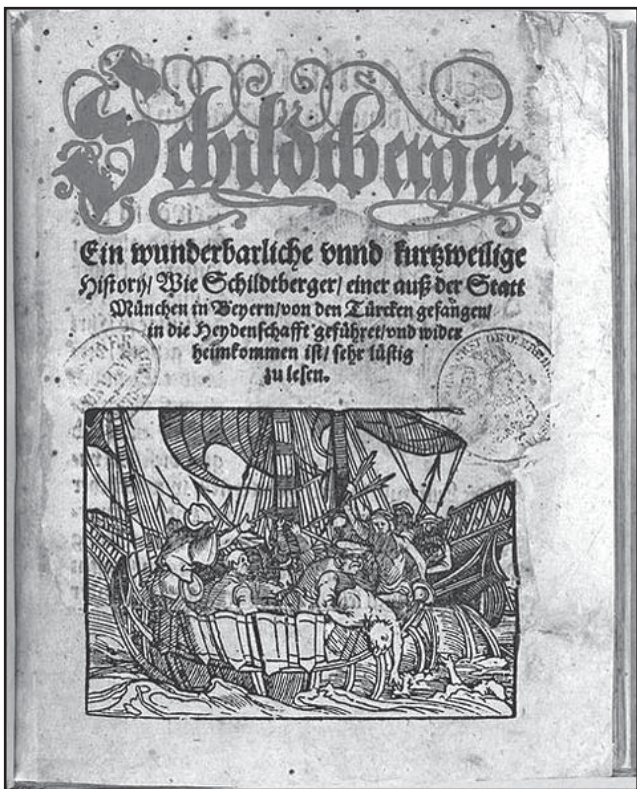 Schildtberger.
Ein wunderbarliche vnnd kurtzweilige
History/ Wie Schildtberger/ einer auß der Statt
München in Beyern/ von den Türcken gefangen/
in die Heydenschafft geführet/ vnd wider
heimkommen ist/ sehr lüstig
zu lesen.